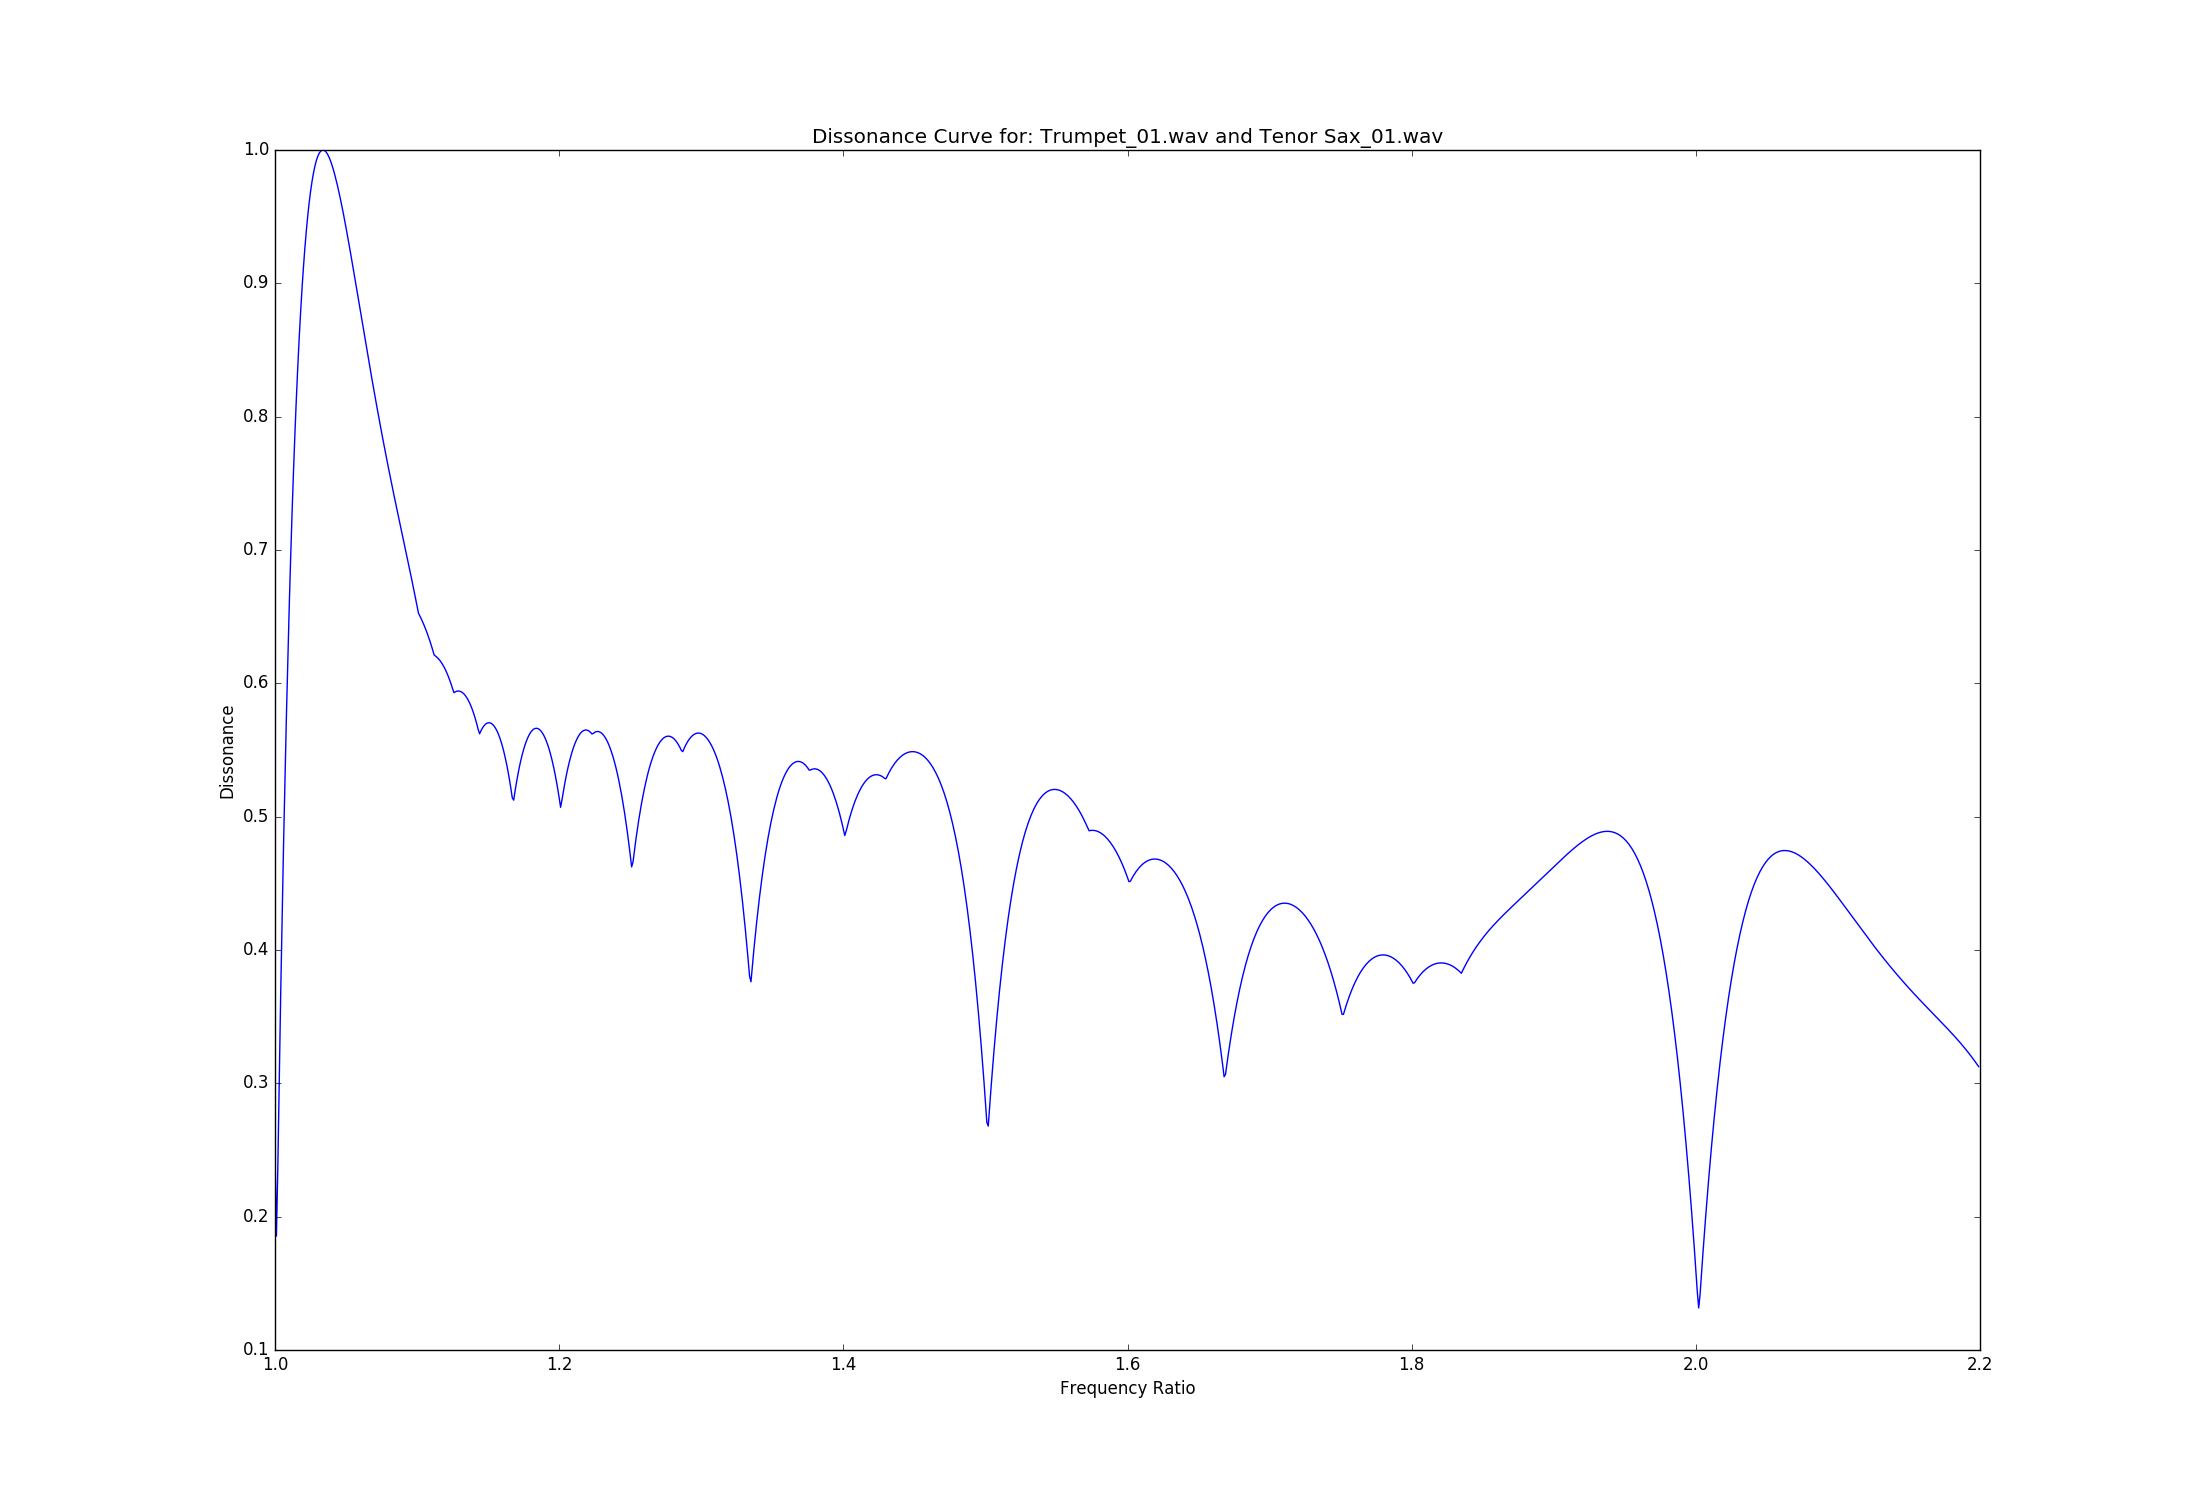 Dissonance Curve for: Trumpet_01.wav and Tenor Sax_01.wav
1.0
0.9
0.8
0.7
0.6
0.5
0.4
0.3
0.2
0.1
Dissonance
1.0 1.2 1.4 1.6 1.8 2.0 2.2
Frequency Ratio